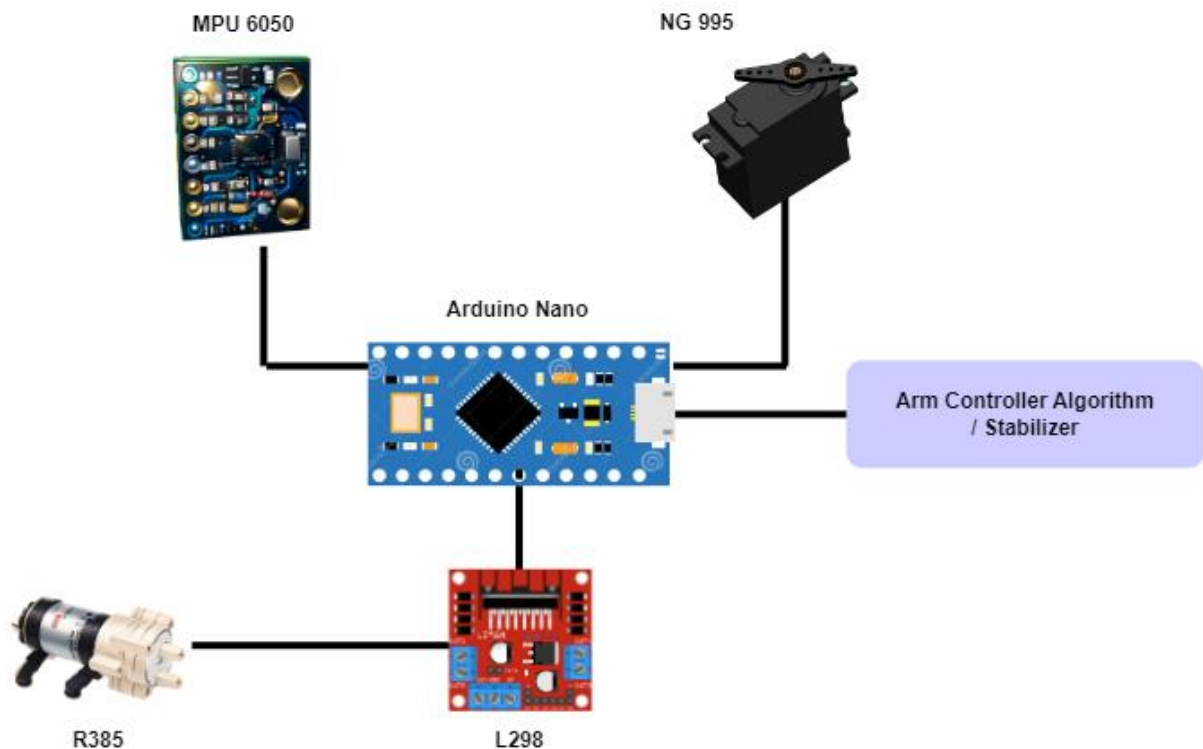 MPU 6050
NG 995
Arduino Nano
Arm Controller Algorithm
/ Stabilizer
R385
L298